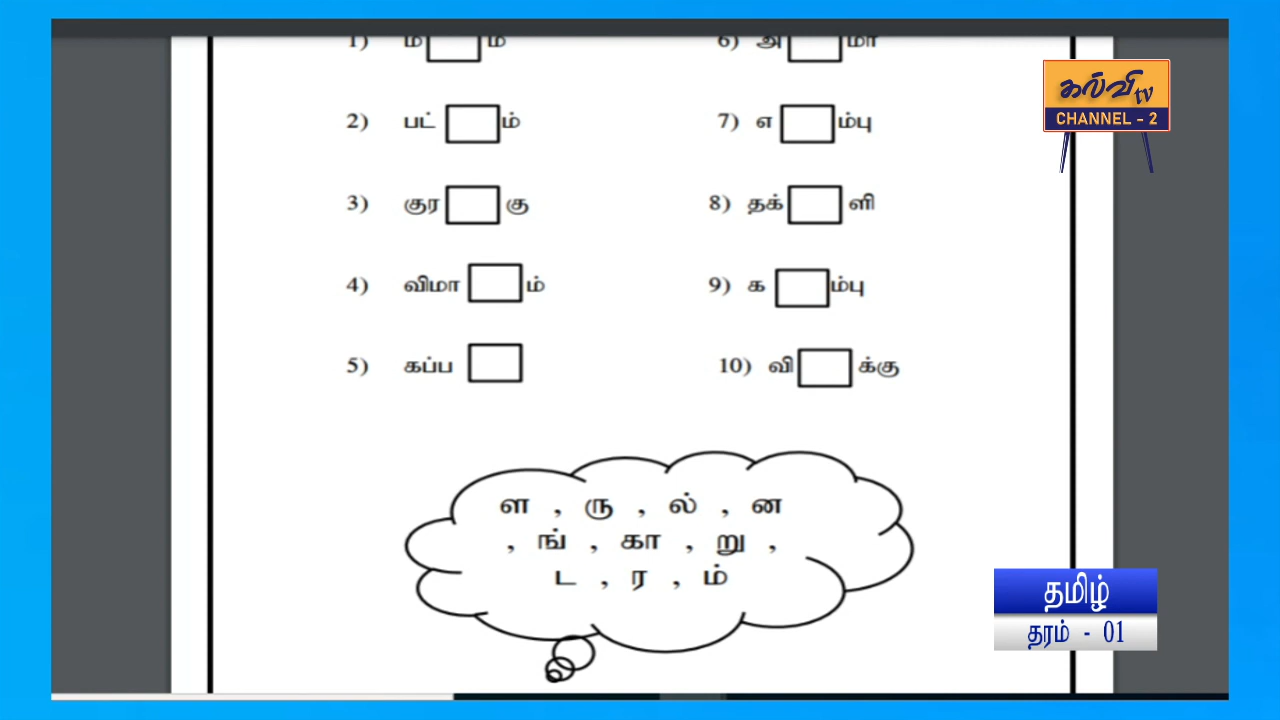 1) ம ம் 6) அ மா
கல்வி tv
CHANNEL - 2
2) பட் ம் 7) எ ம்பு
3) குர கு 8) தக் ளி
4) விமா ம் 9) க ம்பு
5) கப்ப 10) வி க்கு
ள , ரு , ல் , ன
, ங் , கா , று ,
ட , ர , ம்
தமிழ்
தரம் - 01